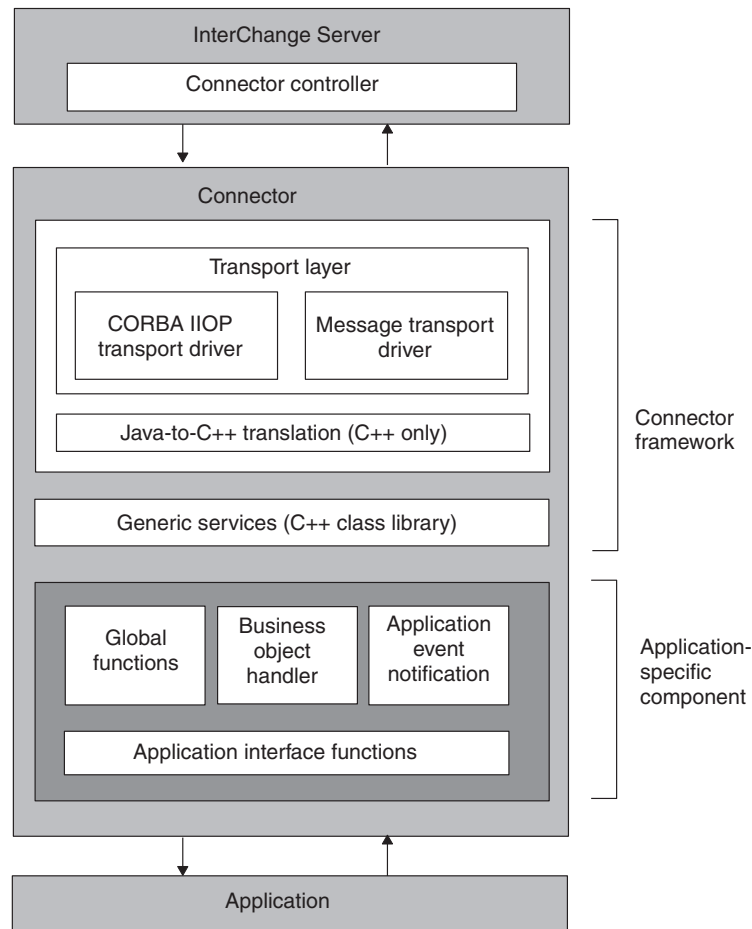 InterChange Server
Connector controller
Connector
Transport layer
CORBA IIOP
transport driver
Message transport
driver
Java-to-C++ translation (C++ only)
Generic services (C++ class library)
Connector
framework
Global
functions
Business
object
handler
Application
event
notification
Application interface functions
Application-
specific
component
Application